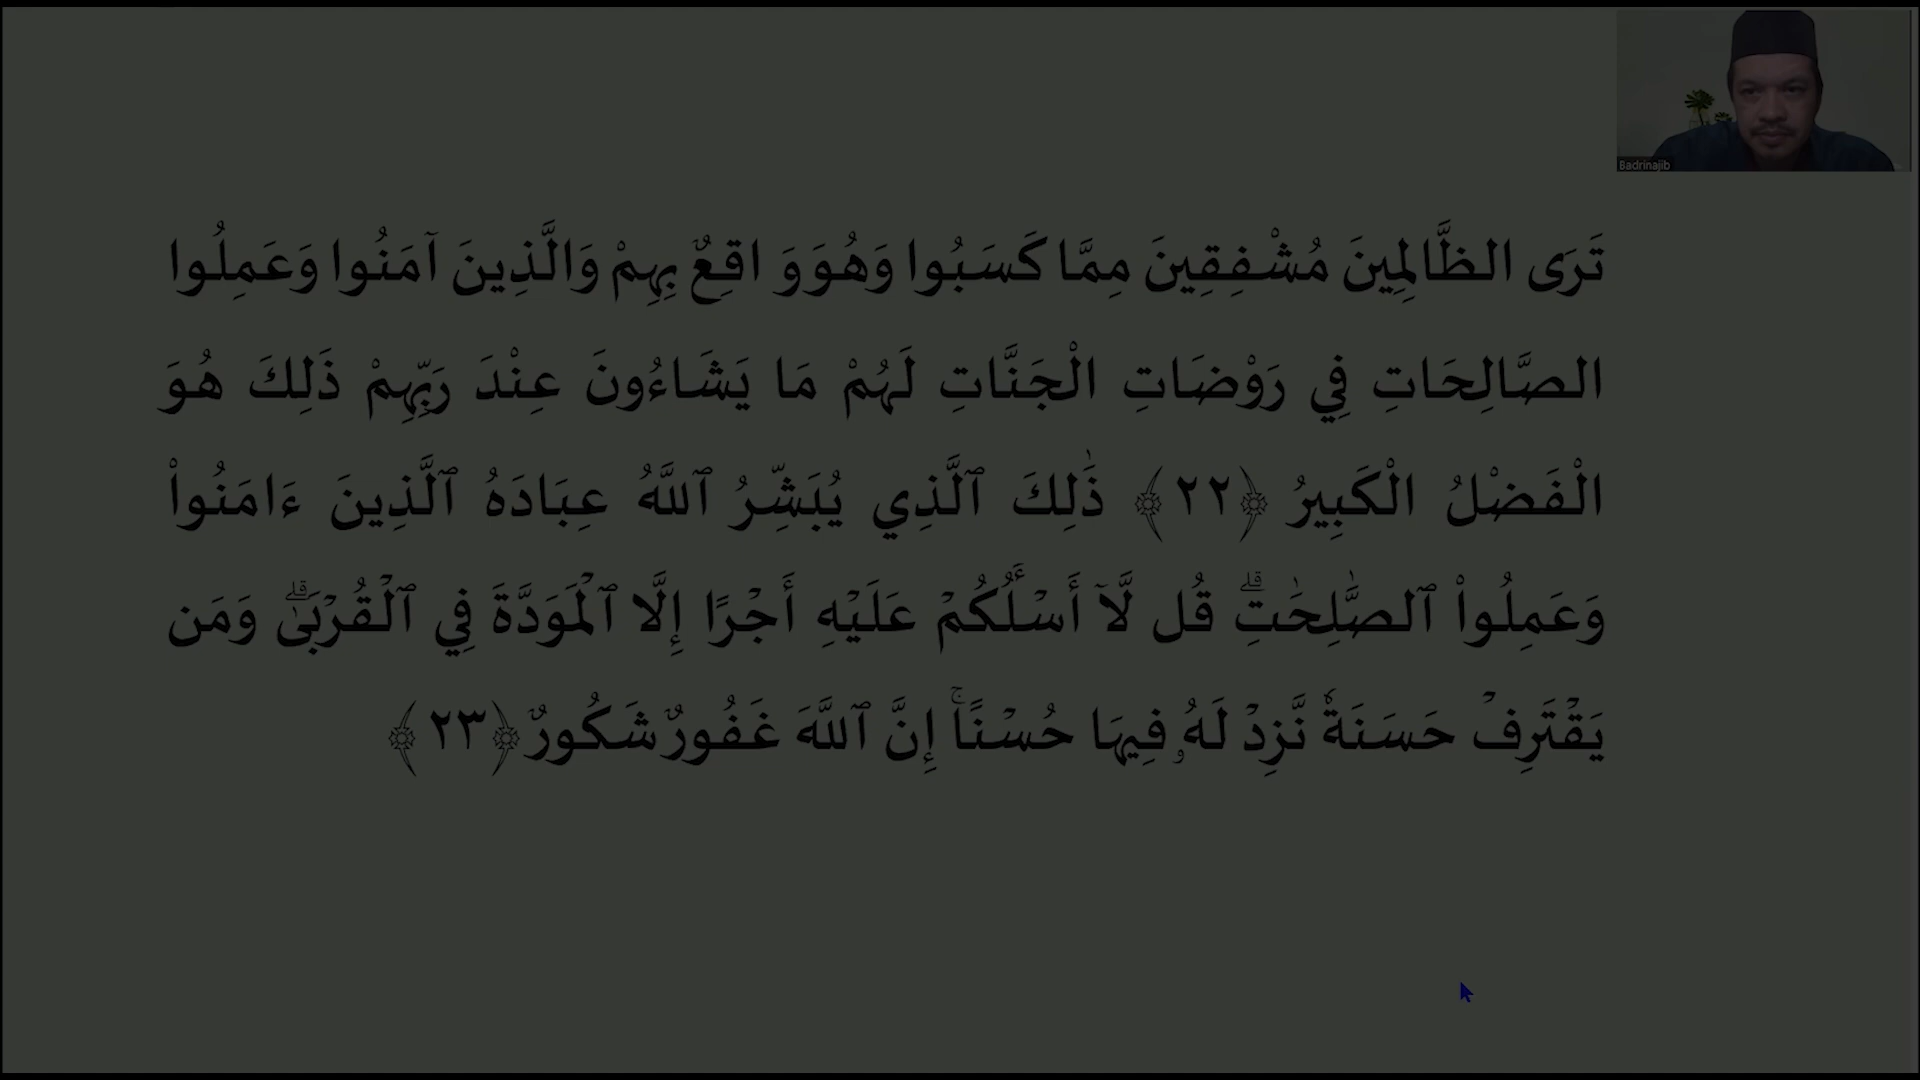 Badrinajib
تَرَى الظَّالِمِينَ مُشْفِقِينَ مِمَّا كَسَبُوا وَهُوَوَ اقِعٌ بِهِمْ وَالَّذِينَ آمَنُوا وَعَمِلُوا
الصَّالِحَاتِ فِي رَوْضَاتِ الْجَنَّاتِ لَهُمْ مَا يَشَاءُونَ عِنْدَ رَبِّهِمْ ذَلِكَ هُوَ
الْفَضْلُ الْكَبِيرُ ﴿٢٢﴾ ذَٰلِكَ ٱلَّذِي يُبَشِّرُ ٱللَّهُ عِبَادَهُ ٱلَّذِينَ ءَامَنُواْ
وَعَمِلُواْ ٱلصَّٰلِحَٰتِۗ قُل لَّآ أَسْـَٔلُكُمْ عَلَيْهِ أَجْرًا إِلَّا ٱلْمَوَدَّةَ فِي ٱلْقُرْبَىٰۗ وَمَن
يَقْتَرِفْ حَسَنَةٗ نَّزِدْ لَهُۥ فِيهَا حُسْنًاۚ إِنَّ ٱللَّهَ غَفُورٌ شَكُورٌ ﴿٢٣﴾